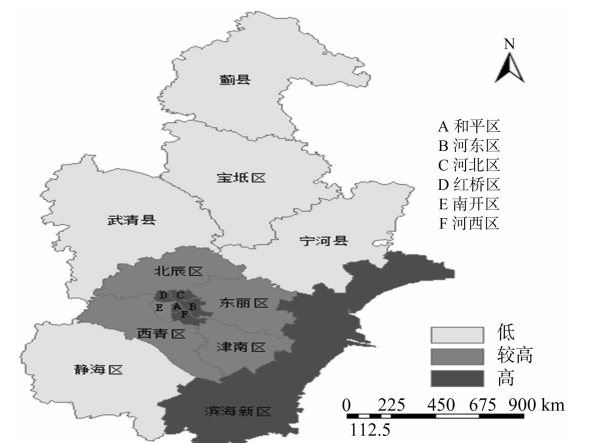 N
蓟县
A 和平区
B 河东区
C 河北区
D 红桥区
E 南开区
F 河西区
宝坻区
武清县
宁河县
北辰区
D C
东丽区
E A B
F
西青区
津南区
静海区
滨海新区
低
较高
高
0 225 450 675 900 km
112.5